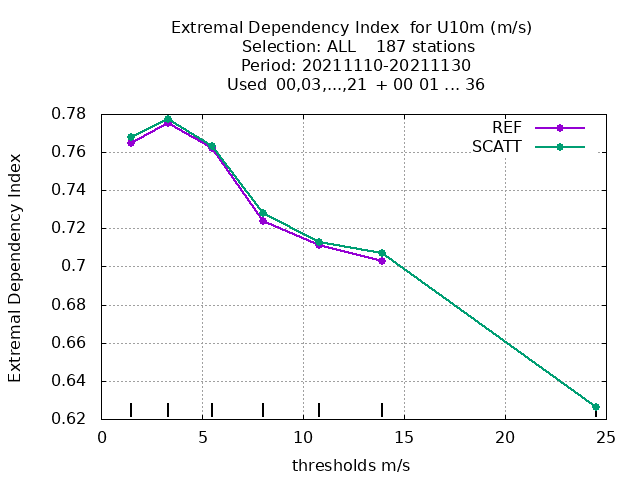 Extremal Dependency Index  for U10m (m/s)
Selection: ALL    187 stations
Period: 20211110-20211130
Used  00,03,...,21  + 00 01 ... 36
REF
SCATT
Extremal Dependency Index
0.78
0.76
0.74
0.72
0.7
0.68
0.66
0.64
0.62
0 5 10 15 20 25
thresholds m/s